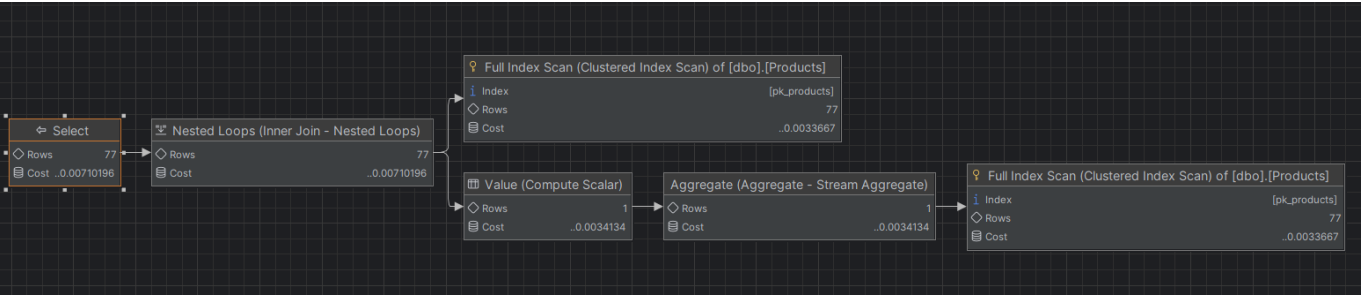 Select
Rows 77
Cost ..0.00710196
Nested Loops (Inner Join - Nested Loops)
Rows 77
Cost ..0.00710196
Full Index Scan (Clustered Index Scan) of [dbo].[Products]
Index [pk_products]
Rows 77
Cost ..0.0033667
Value (Compute Scalar)
Rows 1
Cost ..0.0034134
Aggregate (Aggregate - Stream Aggregate)
Rows 1
Cost ..0.0034134
Full Index Scan (Clustered Index Scan) of [dbo].[Products]
Index [pk_products]
Rows 77
Cost ..0.0033667